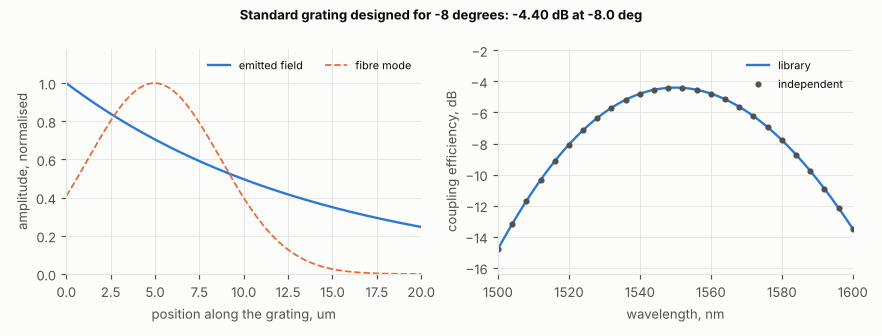 Standard grating designed for -8 degrees: -4.40 dB at -8.0 deg
emitted field
fibre mode
1.0
0.8
0.6
0.4
0.2
0.0
amplitude, normalised
0.0 2.5 5.0 7.5 10.0 12.5 15.0 17.5 20.0
position along the grating, um
library
independent
−2
−4
−6
−8
−10
−12
−14
−16
coupling efficiency, dB
1500 1520 1540 1560 1580 1600
wavelength, nm